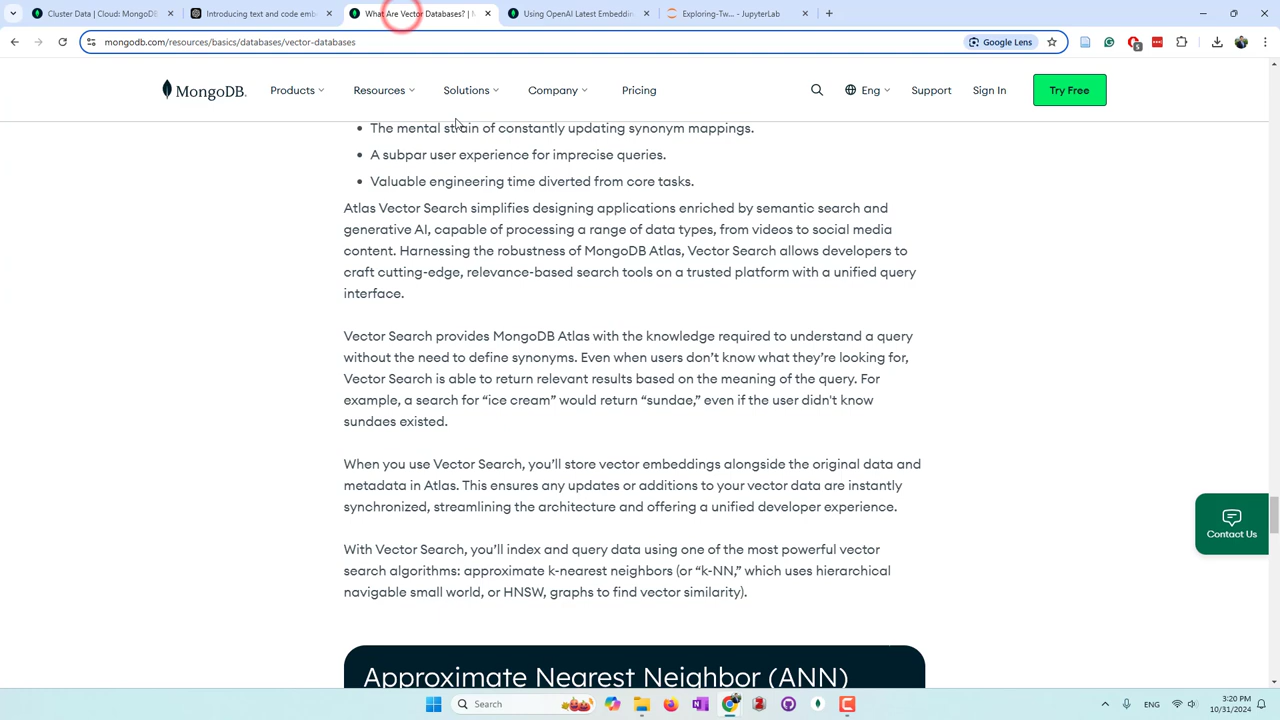 Cluster Data | Cloud: MongoDB
Introducing text and code emb
What Are Vector Databases? |
Using OpenAI Latest Embeddin
Exploring-Tw... - JupyterLab
mongodb.com/resources/basics/databases/vector-databases
Google Lens
5
MongoDB.
Products
Resources
Solutions
Company
Pricing
Eng
Support
Sign In
Try Free
• The mental strain of constantly updating synonym mappings.
• A subpar user experience for imprecise queries.
• Valuable engineering time diverted from core tasks.
Atlas Vector Search simplifies designing applications enriched by semantic search and
generative AI, capable of processing a range of data types, from videos to social media
content. Harnessing the robustness of MongoDB Atlas, Vector Search allows developers to
craft cutting-edge, relevance-based search tools on a trusted platform with a unified query
interface.
Vector Search provides MongoDB Atlas with the knowledge required to understand a query
without the need to define synonyms. Even when users don’t know what they’re looking for,
Vector Search is able to return relevant results based on the meaning of the query. For
example, a search for “ice cream” would return “sundae,” even if the user didn't know
sundaes existed.
When you use Vector Search, you’ll store vector embeddings alongside the original data and
metadata in Atlas. This ensures any updates or additions to your vector data are instantly
synchronized, streamlining the architecture and offering a unified developer experience.
With Vector Search, you’ll index and query data using one of the most powerful vector
search algorithms: approximate k-nearest neighbors (or “k-NN,” which uses hierarchical
navigable small world, or HNSW, graphs to find vector similarity).
Contact Us
Approximate Nearest Neighbor (ANN)
Search
ENG
3:20 PM
10/31/2024